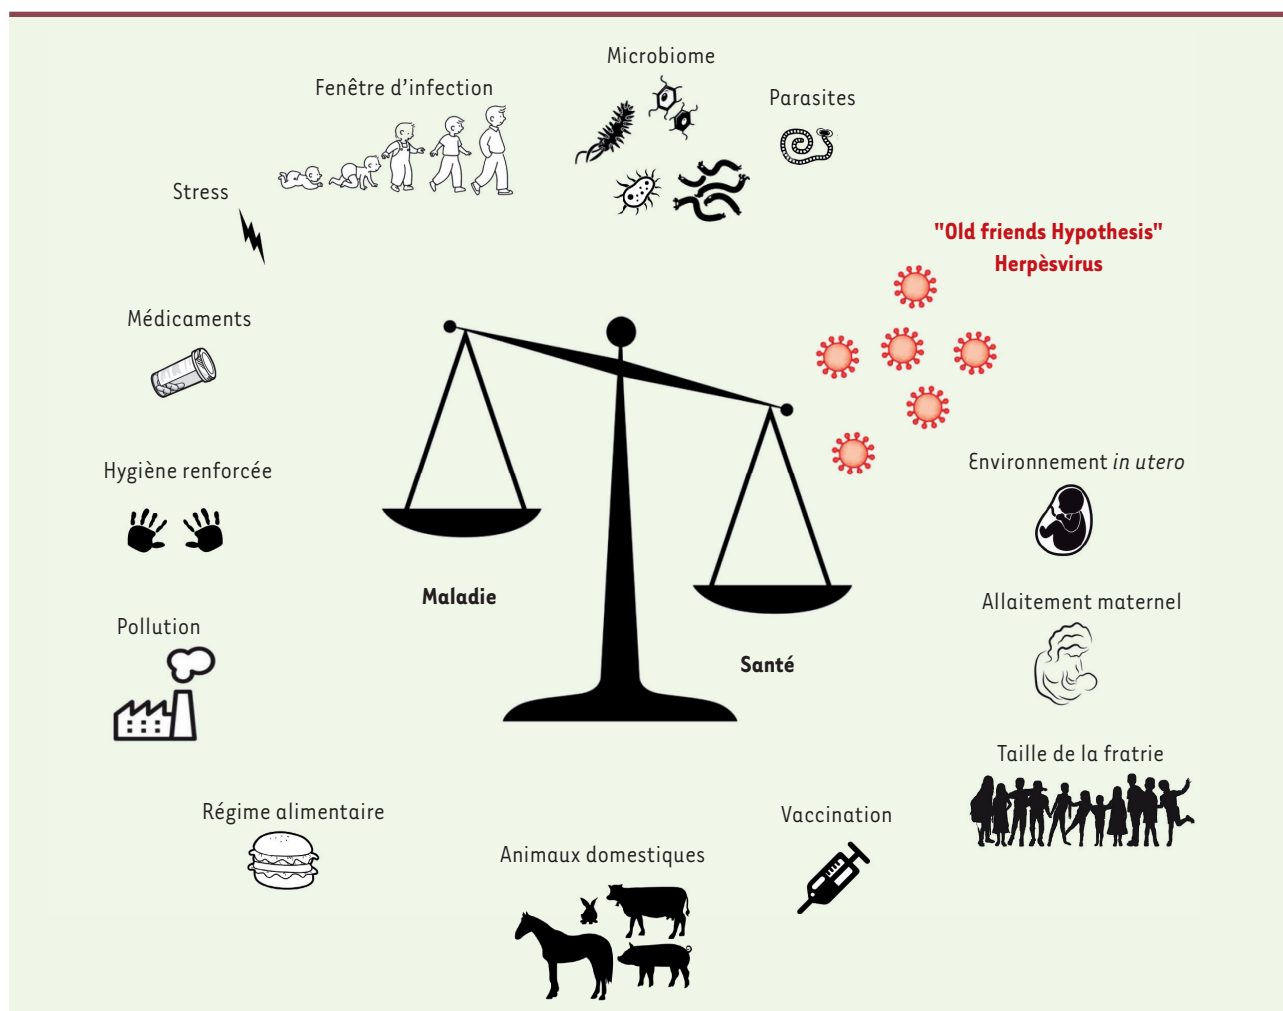 Microbiome
Fenêtre d'infection
Parasites
Stress
"Old friends Hypothesis"
Herpèsvirus
Médicaments
Hygiène renforcée
Environnement in utero
Maladie
Allaitement maternel
Pollution
Santé
Taille de la fratrie
Régime alimentaire
Vaccination
Animaux domestiques